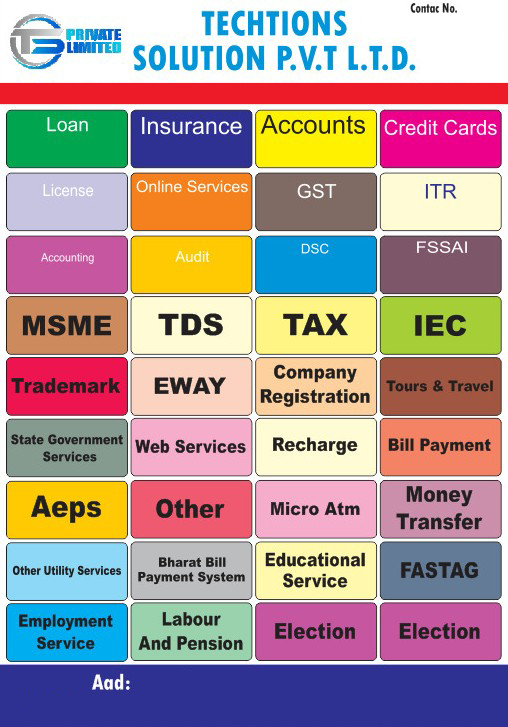 Contac No.
PRIVATE
LIMITED
TECHTIONS
SOLUTION P.V.T L.T.D.
Loan
Insurance
Accounts
Credit Cards
License
Online Services
GST
ITR
Accounting
Audit
DSC
FSSAI
MSME
TDS
TAX
IEC
Trademark
EWAY
Company
Registration
Tours & Travel
State Government
Services
Web Services
Recharge
Bill Payment
Aeps
Other
Micro Atm
Money
Transfer
Other Utility Services
Bharat Bill
Payment System
Educational
Service
FASTAG
Employment
Service
Labour
And Pension
Election
Election
Aad: